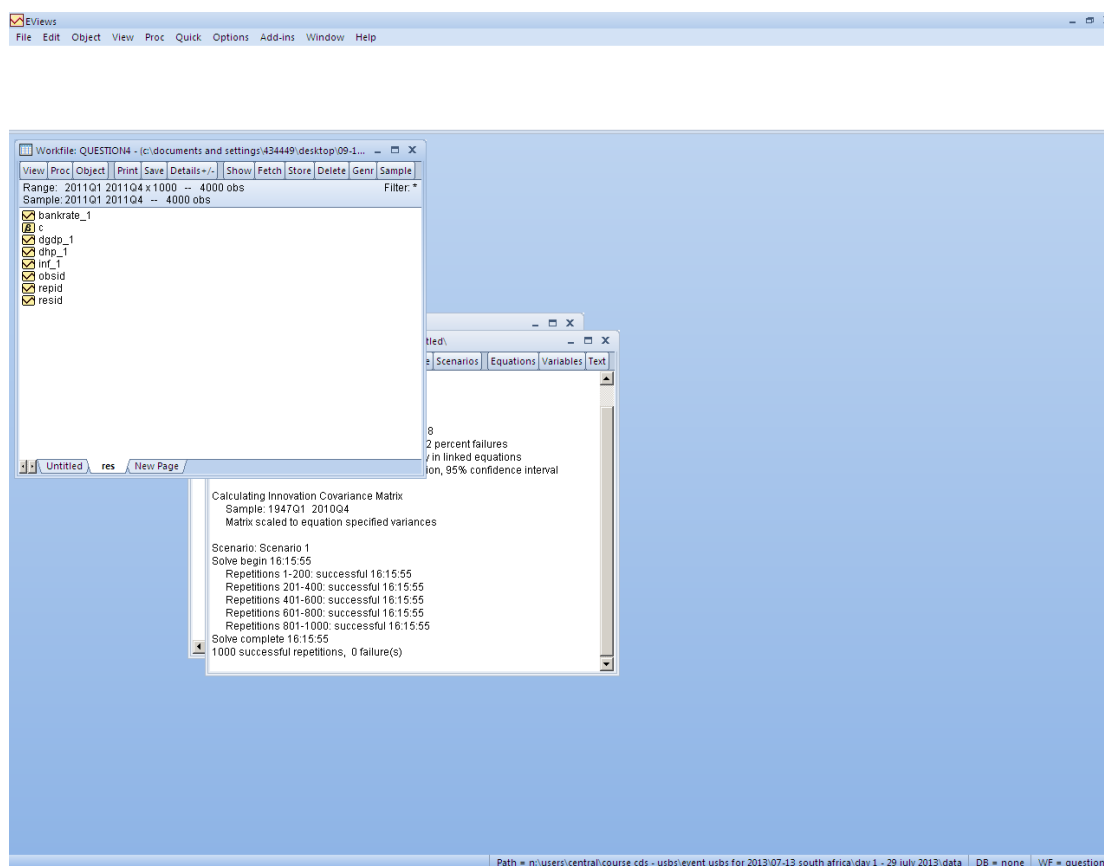 EViews
File Edit Object View Proc Quick Options Add-ins Window Help
Workfile: QUESTION4 - (c:\documents and settings\434449\desktop\09-1...
View Proc Object Print Save Details+/- Show Fetch Store Delete Genr Sample
Range: 2011Q1 2011Q4 x 1000 -- 4000 obs Filter: *
Sample: 2011Q1 2011Q4 -- 4000 obs
bankrate_1
c
dgdp_1
dhp_1
inf_1
obsid
repid
resid
Untitled res New Page
tled\
e Scenarios Equations Variables Text
8
2 percent failures
y in linked equations
ion, 95% confidence interval
Calculating Innovation Covariance Matrix
Sample: 1947Q1 2010Q4
Matrix scaled to equation specified variances
Scenario: Scenario 1
Solve begin 16:15:55
Repetitions 1-200: successful 16:15:55
Repetitions 201-400: successful 16:15:55
Repetitions 401-600: successful 16:15:55
Repetitions 601-800: successful 16:15:55
Repetitions 801-1000: successful 16:15:55
Solve complete 16:15:55
1000 successful repetitions, 0 failure(s)
Path = n:\users\central\course cds - usbs\event usbs for 2013\07-13 south africa\day 1 - 29 july 2013\data DB = none WF = question